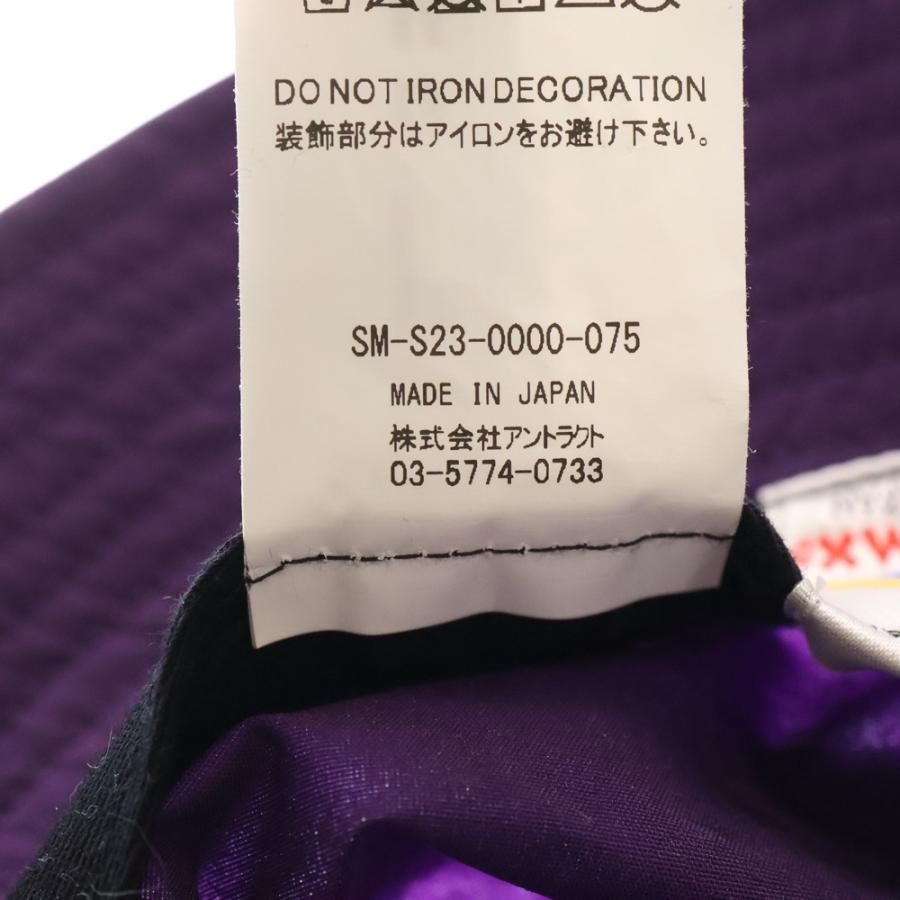 DO NOT IRON DECORATION
装飾部分はアイロンをお避け下さい。
SM-S23-0000-075
MADE IN JAPAN
株式会社アントラクト
03-5774-0733